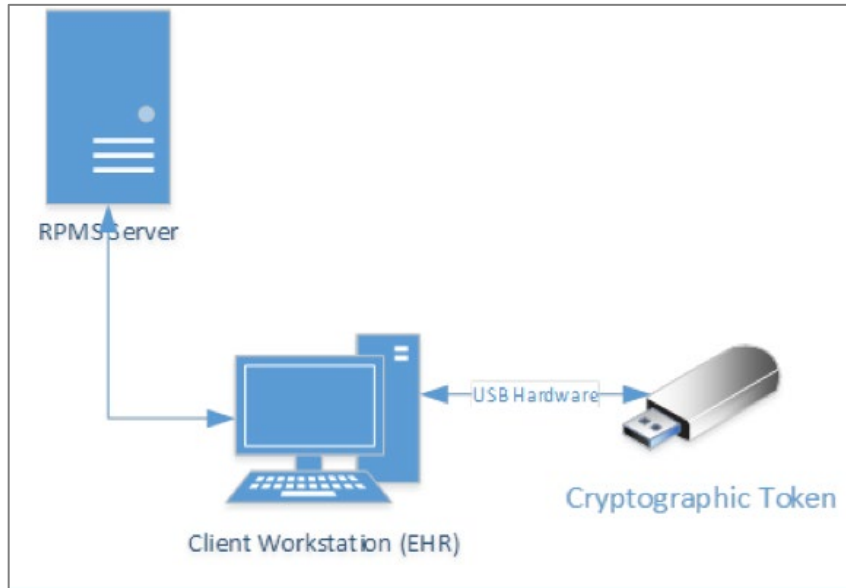 RPMS Server
USB Hardware
Cryptographic Token
Client Workstation (EHR)